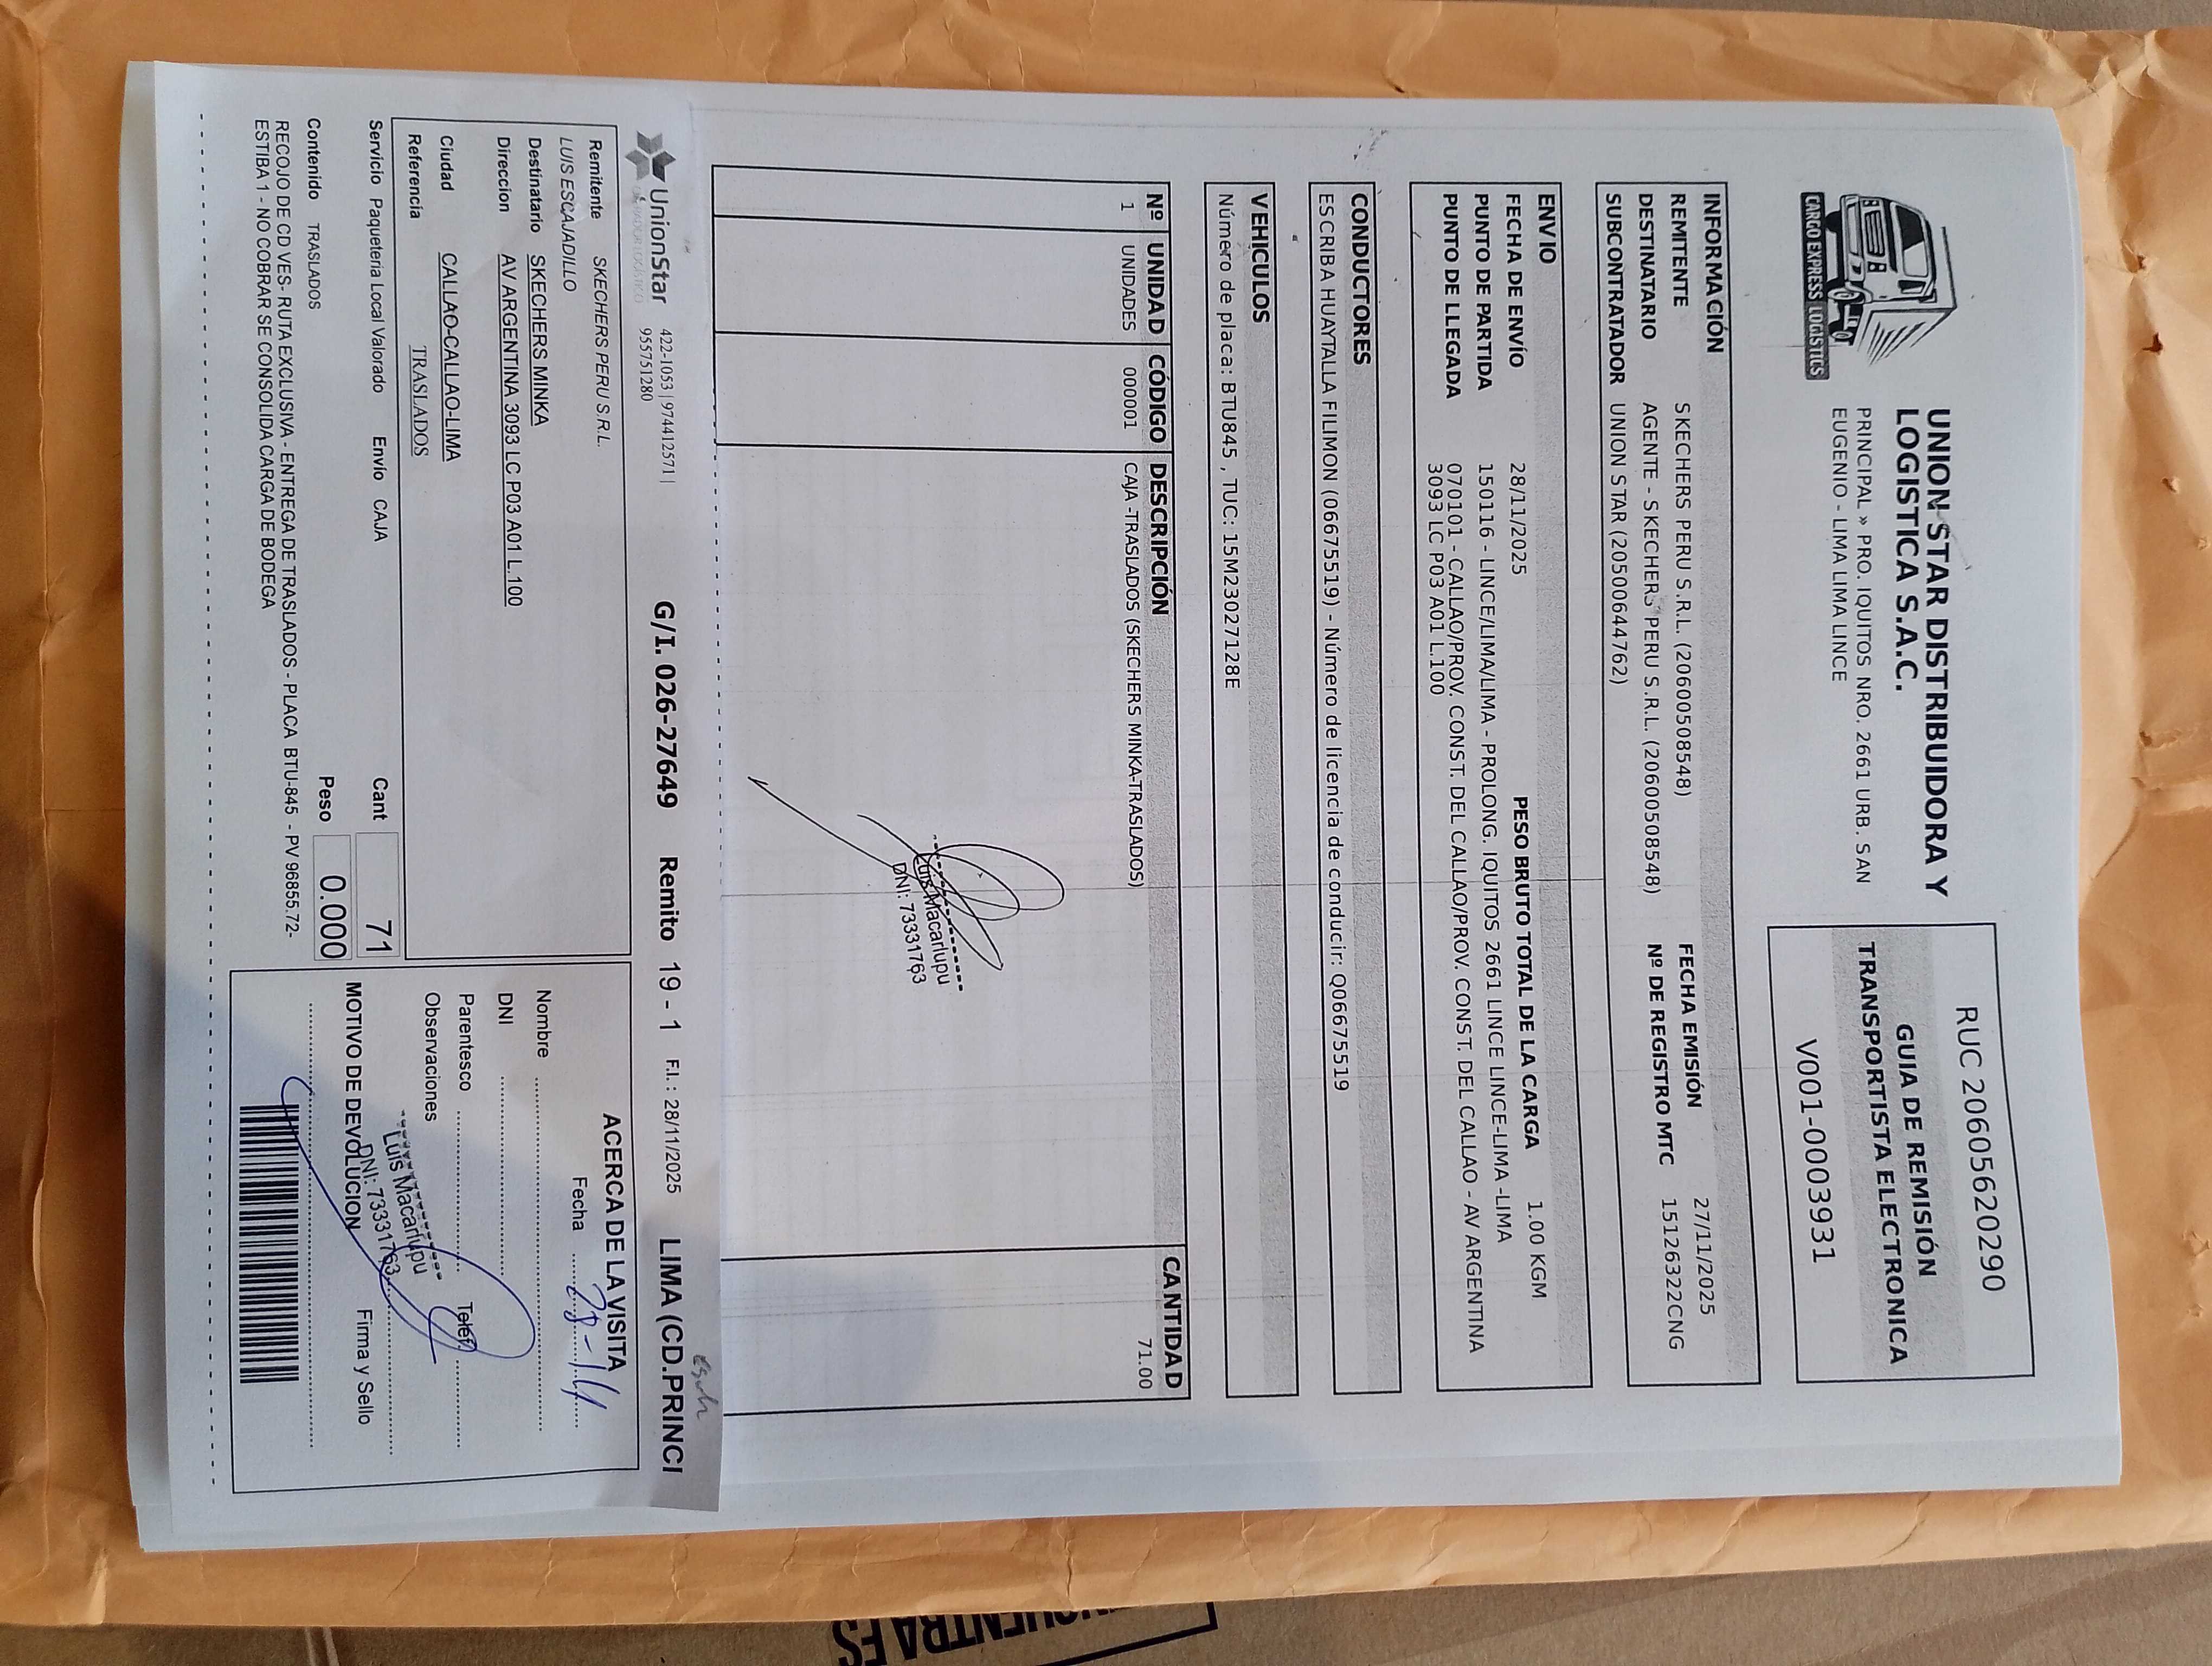 CARGO EXPRESS LOGISTICS
UNION STAR DISTRIBUIDORA Y
LOGISTICA S.A.C.
PRINCIPAL » PRO. IQUITOS NRO. 2661 URB. SAN
EUGENIO - LIMA LIMA LINCE
RUC 20605620290
GUIA DE REMISIÓN
TRANSPORTISTA ELECTRONICA
V001-0003931
INFORMACIÓN
REMITENTE SKECHERS PERU S.R.L. (20600508548) FECHA EMISIÓN 27/11/2025
DESTINATARIO AGENTE - SKECHERS PERU S.R.L. (20600508548) Nº DE REGISTRO MTC 15126322CNG
SUBCONTRATADOR UNION STAR (20500644762)
ENVIO
FECHA DE ENVÍO 28/11/2025 PESO BRUTO TOTAL DE LA CARGA 1.00 KGM
PUNTO DE PARTIDA 150116 - LINCE/LIMA/LIMA - PROLONG. IQUITOS 2661 LINCE LINCE-LIMA -LIMA
PUNTO DE LLEGADA 070101 - CALLAO/PROV. CONST. DEL CALLAO/PROV. CONST. DEL CALLAO - AV ARGENTINA
3093 LC P03 A01 L.100
CONDUCTORES
ESCRIBA HUAYTALLA FILIMON (06675519) - Número de licencia de conducir: Q06675519
VEHICULOS
Número de placa: BTU845 , TUC: 15M23027128E
Nº UNIDAD CÓDIGO DESCRIPCIÓN CANTIDAD
1 UNIDADES 000001 CAJA -TRASLADOS (SKECHERS MINKA-TRASLADOS) 71.00
Luis Macarlupu
DNI: 73331763
UnionStar 422-1053 | 974412571 |
955751280
G/I. 026-27649 Remito 19 - 1 F.I.: 28/11/2025 LIMA (CD.PRINCI
Remitente SKECHERS PERU S.R.L.
LUIS ESCAJADILLO
Destinatario SKECHERS MINKA
Direccion AV ARGENTINA 3093 LC P03 A01 L.100
Ciudad CALLAO-CALLAO-LIMA
Referencia TRASLADOS
Servicio Paqueteria Local Valorado Envio CAJA Cant 71
Contenido TRASLADOS Peso 0.000
RECOJO DE CD VES- RUTA EXCLUSIVA - ENTREGA DE TRASLADOS - PLACA BTU-845 - PV 96855.72-
ESTIBA 1 - NO COBRAR SE CONSOLIDA CARGA DE BODEGA
ACERCA DE LA VISITA
Fecha 28-11
Nombre
DNI
Parentesco Telef
Observaciones
Luis Macarlupu
DNI: 73331763
MOTIVO DE DEVOLUCION Firma y Sello